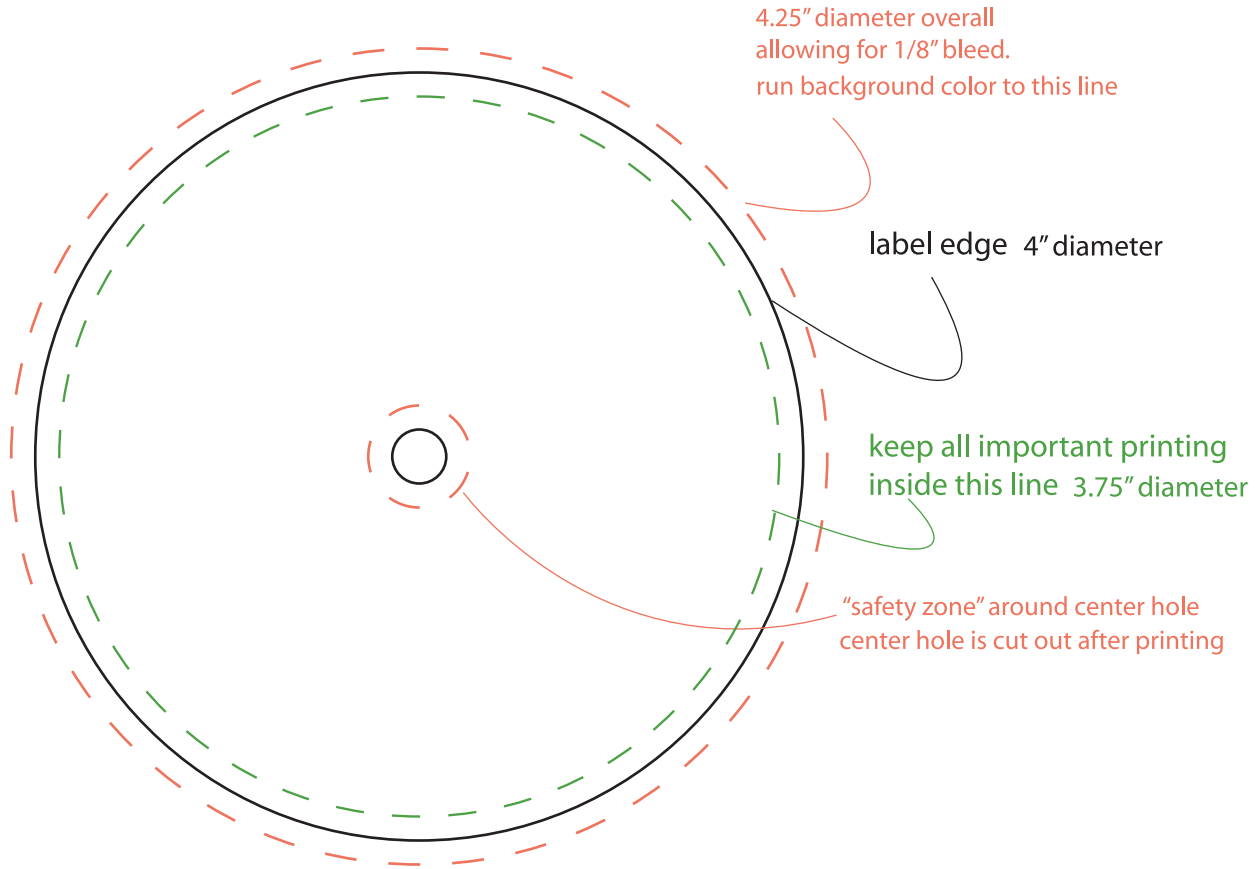 4.25” diameter overall
allowing for 1/8” bleed.
run background color to this line
label edge 4” diameter
keep all important printing
inside this line 3.75” diameter
“safety zone” around center hole
center hole is cut out after printing